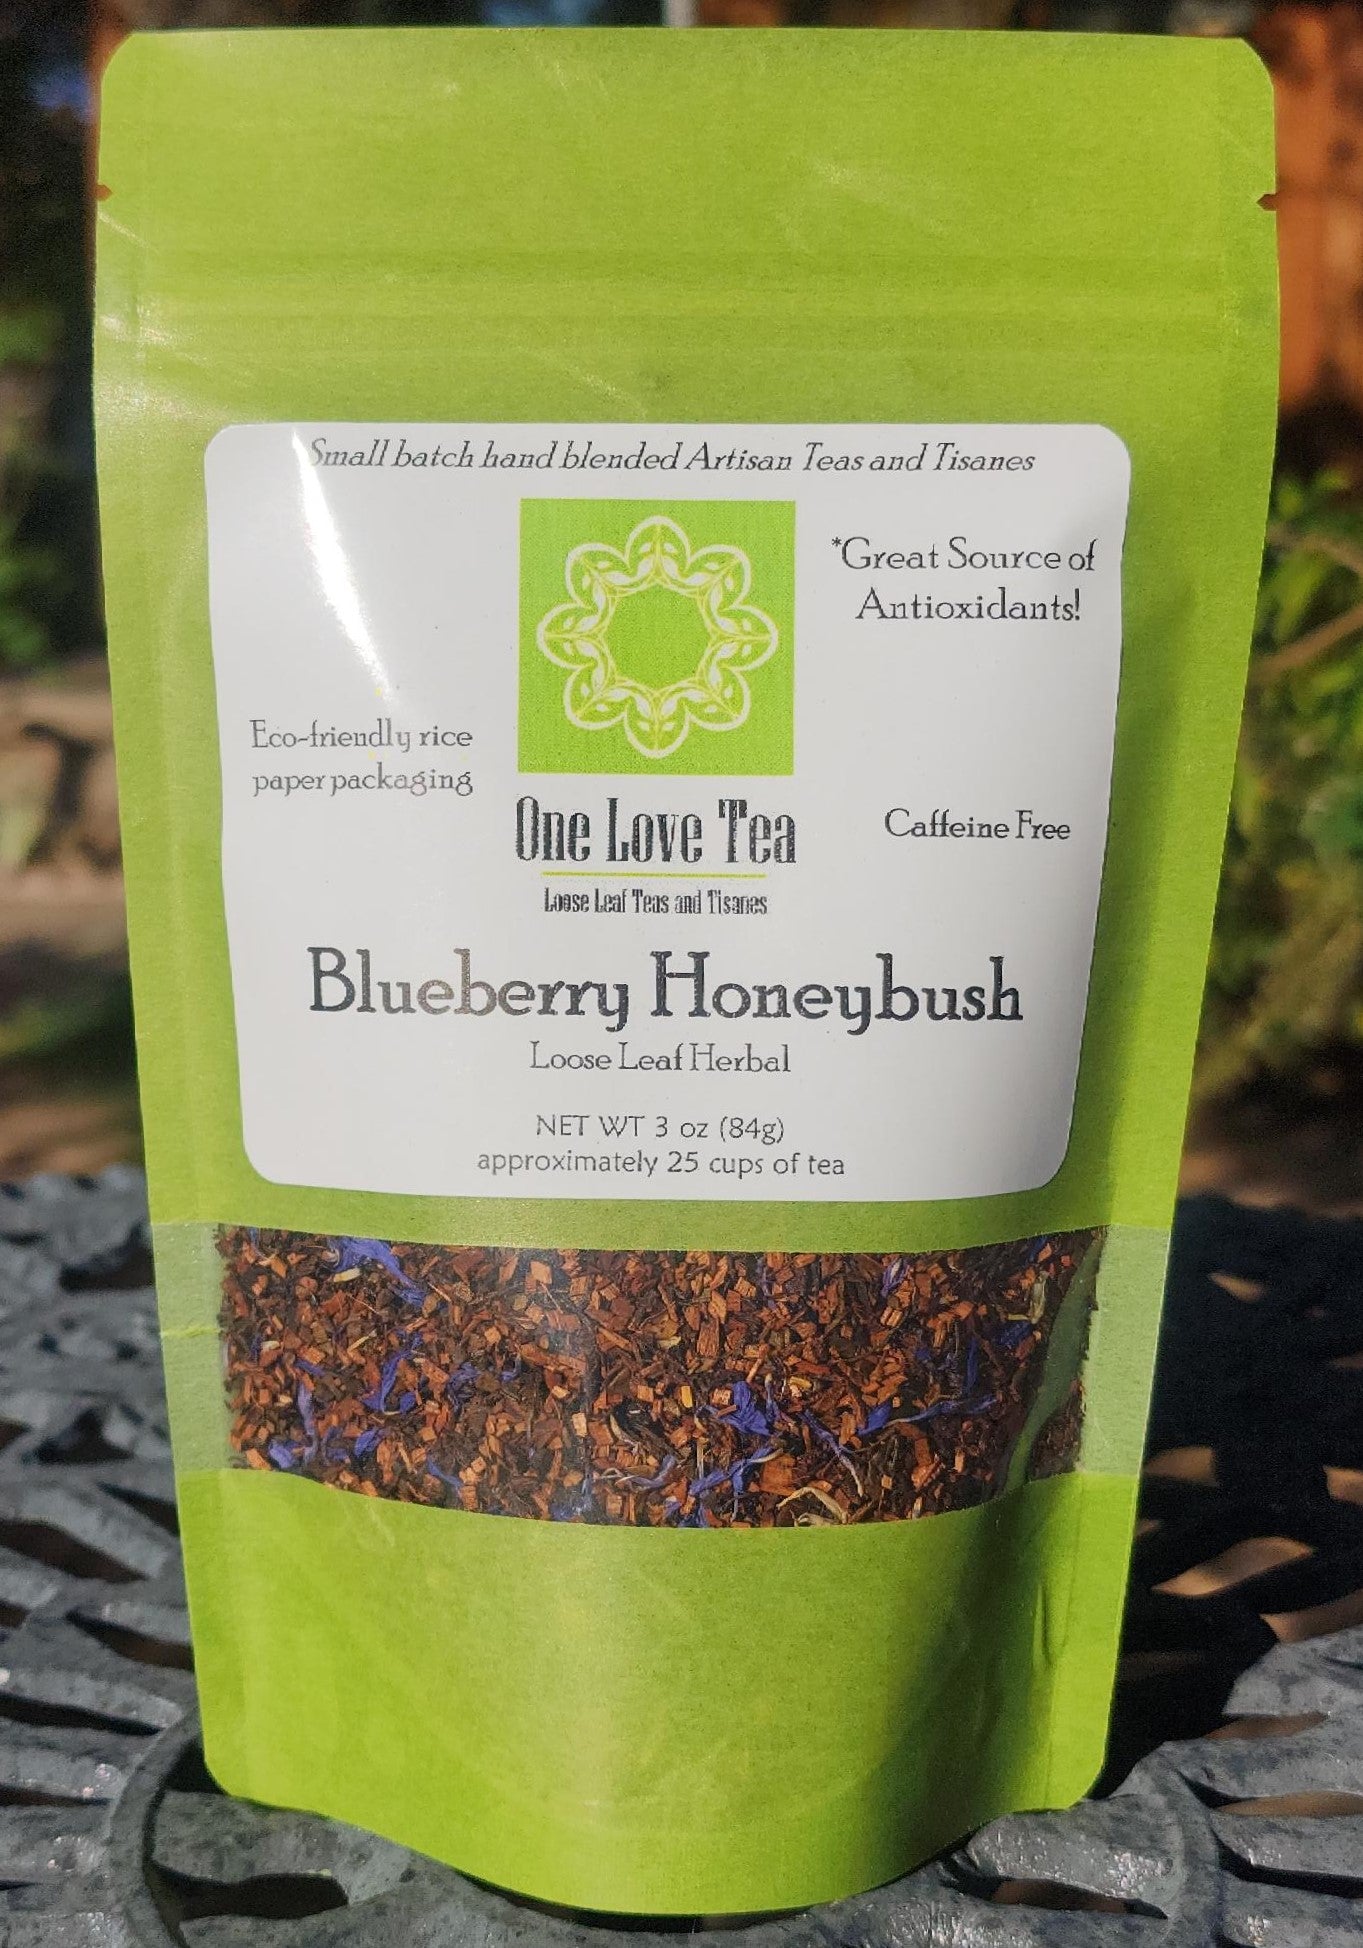 Small batch hand blended Artisan Teas and Tisanes
*Great Source of
Antioxidants!
Eco-friendly rice
paper packaging
One Love Tea
Caffeine Free
Loose Leaf Teas and Tisanes
Blueberry Honeybush
Loose Leaf Herbal
NET WT 3 oz (84g)
approximately 25 cups of tea